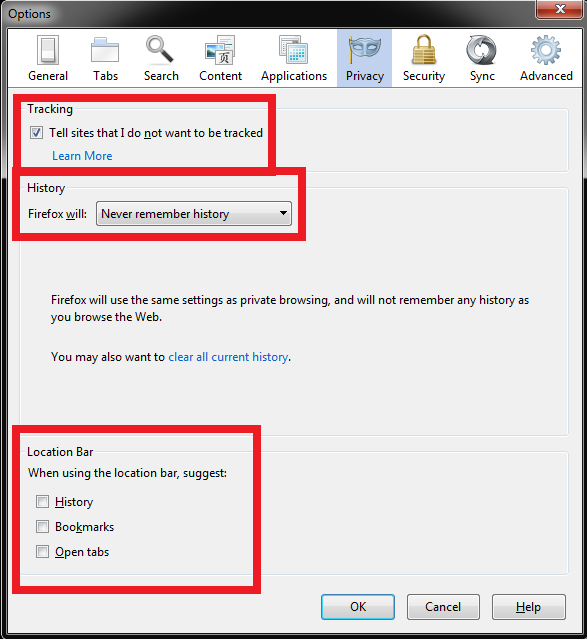 Options
General Tabs Search Content Applications Privacy Security Sync Advanced
Tracking
Tell sites that I do not want to be tracked
Learn More
History
Firefox will: Never remember history
Firefox will use the same settings as private browsing, and will not remember any history as
you browse the Web.
You may also want to clear all current history.
Location Bar
When using the location bar, suggest:
History
Bookmarks
Open tabs
OK Cancel Help